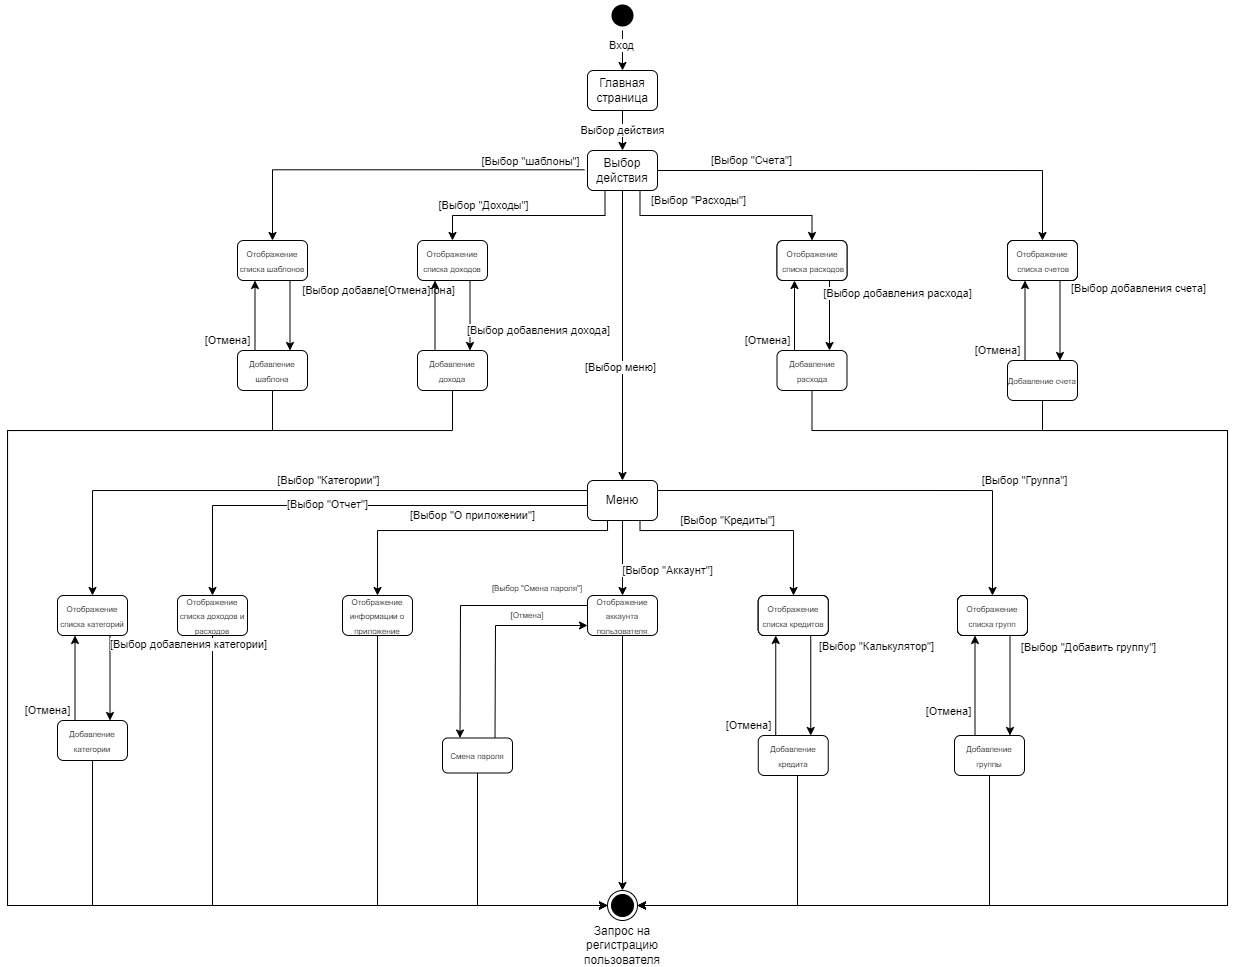 Вход
Главная
страница
Выбор действия
Выбор
действия
[Выбор "шаблоны"]
[Выбор "Счета"]
[Выбор "Доходы"]
[Выбор "Расходы"]
Отображение
списка шаблонов
Отображение
списка доходов
Отображение
списка расходов
Отображение
списка счетов
[Выбор добавле
[Отмена]
она]
[Выбор добавления расхода]
[Выбор добавления счета]
[Выбор добавления дохода]
[Отмена]
[Отмена]
[Отмена]
Добавление
шаблона
Добавление
дохода
[Выбор меню]
Добавление
расхода
Добавление счета
[Выбор "Категории"]
[Выбор "Группа"]
Меню
[Выбор "Отчет"]
[Выбор "О приложении"]
[Выбор "Кредиты"]
[Выбор "Аккаунт"]
[Выбор "Смена пароля"]
[Отмена]
Отображение
списка категорий
Отображение
списка доходов и
расходов
Отображение
информации о
приложение
Отображение
аккаунта
пользователя
Отображение
списка кредитов
Отображение
списка групп
[Выбор добавления категории]
[Выбор "Калькулятор"]
[Выбор "Добавить группу"]
[Отмена]
[Отмена]
[Отмена]
Добавление
категории
Смена пароля
Добавление
кредита
Добавление
группы
Запрос на
регистрацию
пользователя